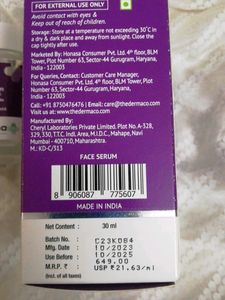 FOR EXTERNAL USE ONLY
Avoid contact with eyes &
Keep out of reach of children.
Storage: Store at a temperature not exceeding 30°C in
a dry & dark place and away from sunlight. Close the
cap tightly after use.
Marketed By: Honasa Consumer Pvt. Ltd. 4th floor, BLM
Tower, Plot Number 63, Sector-44 Gurugram, Haryana,
India - 122003
For Queries, Contact: Customer Care Manager,
Honasa Consumer Pvt. Ltd. 4th floor, BLM Tower, Plot
Number 63, Sector-44 Gurugram, Haryana,
India - 122003
Call: +91 8750476476 | Email: care@thedermaco.com
Log on: www.thedermaco.com
Mfg By:
Cheryl Laboratories Private Limited. Plot No. A-328,
329, 330, T.T.C. Indl. Area, M.I.D.C., Mahape, Navi
Mumbai - 400710, Maharashtra.
M.: KD-C/313
FACE SERUM
8 906087 775607
MADE IN INDIA
Net Content : 30 ml
Batch No. : C23K084
Mfg. Date : 10/2023
Use Before : 10/2025
M.R.P. ₹ : 649.00
(Incl. of all taxes) USP ₹21.63/ml